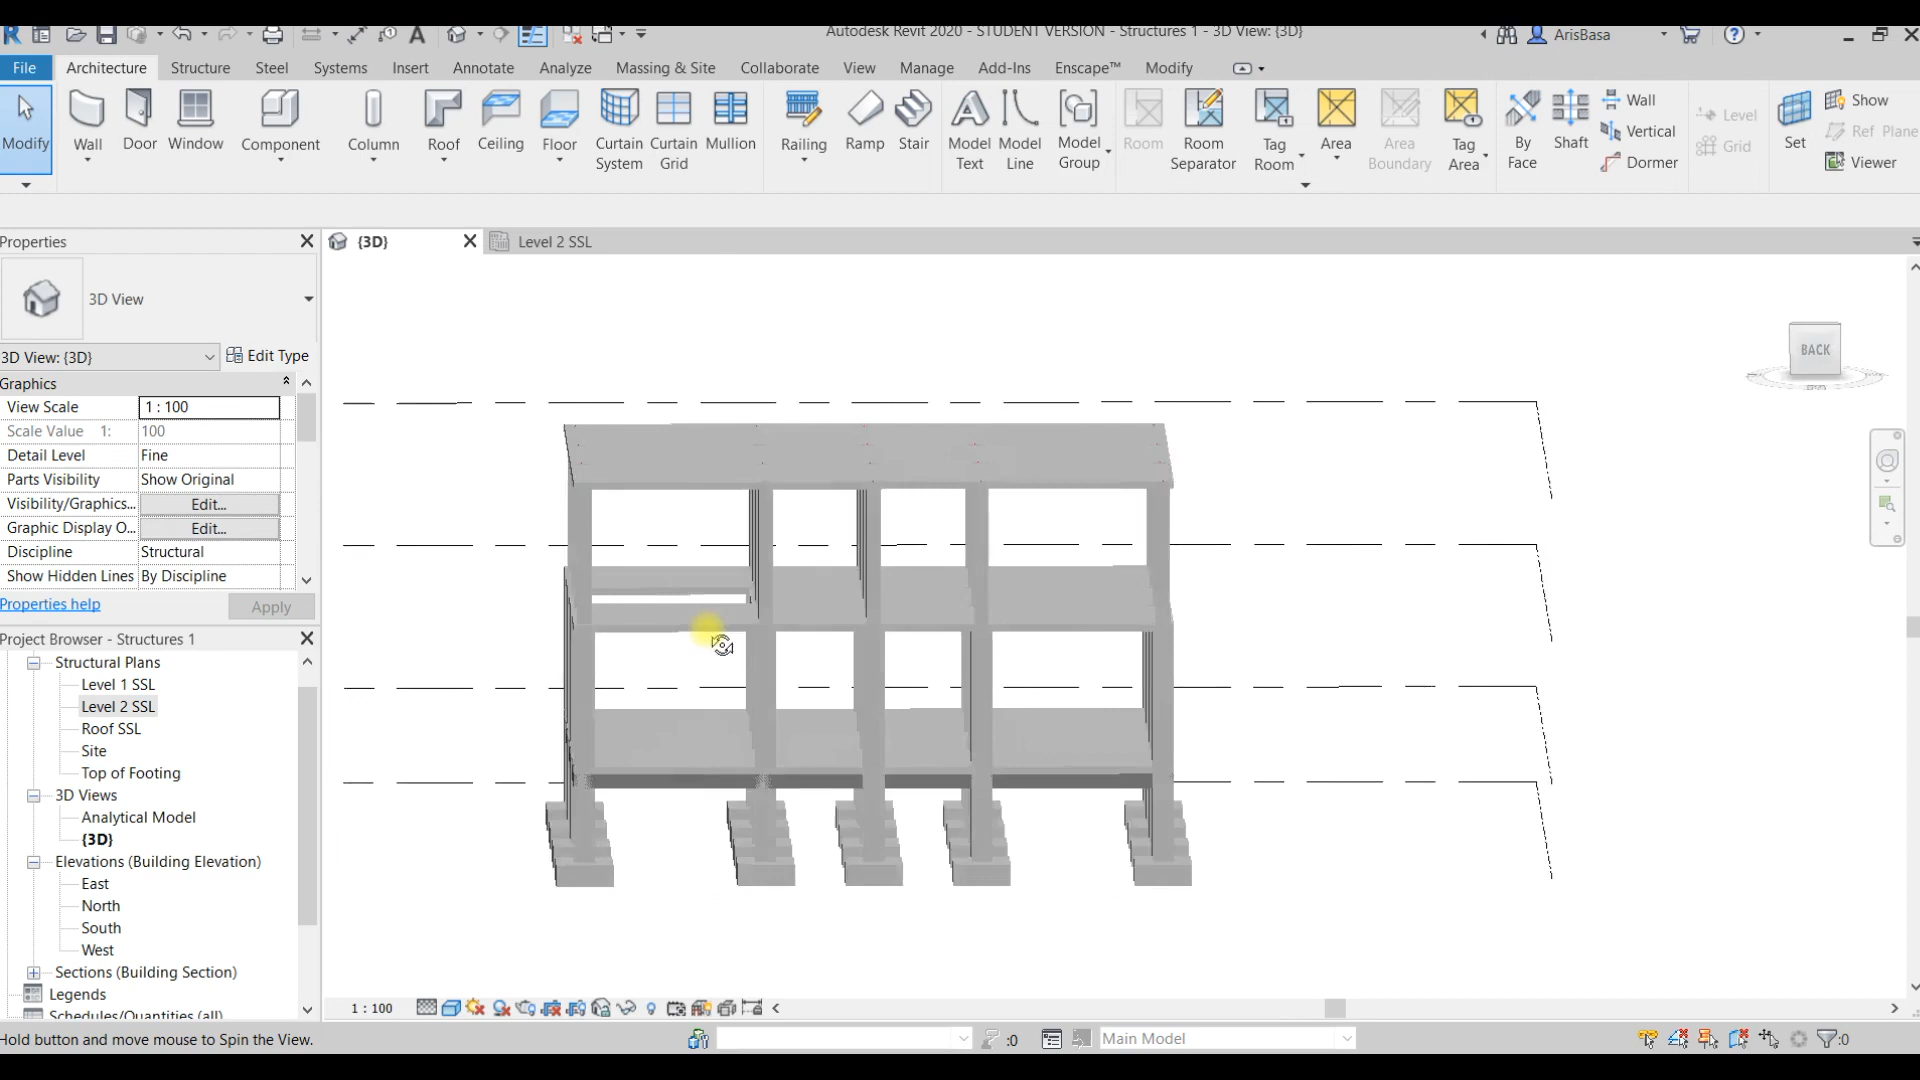 Autodesk Revit 2020 - STUDENT VERSION - Structures 1 - 3D View: {3D}
ArisBasa
File Architecture Structure Steel Systems Insert Annotate Analyze Massing & Site Collaborate View Manage Add-Ins Enscape™ Modify
Modify
Wall
Door
Window
Component
Column
Roof
Ceiling
Floor
Curtain System
Curtain Grid
Mullion
Railing
Ramp
Stair
Model Text
Model Line
Model Group
Room
Room Separator
Tag Room
Area
Area Boundary
Tag Area
By Face
Shaft
Wall
Vertical
Dormer
Level
Grid
Set
Show
Ref Plane
Viewer
Properties
{3D}
Level 2 SSL
3D View
3D View: {3D}
Edit Type
Graphics
View Scale 1 : 100
Scale Value 1: 100
Detail Level Fine
Parts Visibility Show Original
Visibility/Graphics... Edit...
Graphic Display O... Edit...
Discipline Structural
Show Hidden Lines By Discipline
Properties help
Apply
Project Browser - Structures 1
Structural Plans
Level 1 SSL
Level 2 SSL
Roof SSL
Site
Top of Footing
3D Views
Analytical Model
{3D}
Elevations (Building Elevation)
East
North
South
West
Sections (Building Section)
Legends
Schedules/Quantities (all)
BACK
1 : 100
Hold button and move mouse to Spin the View.
:0
Main Model
:0